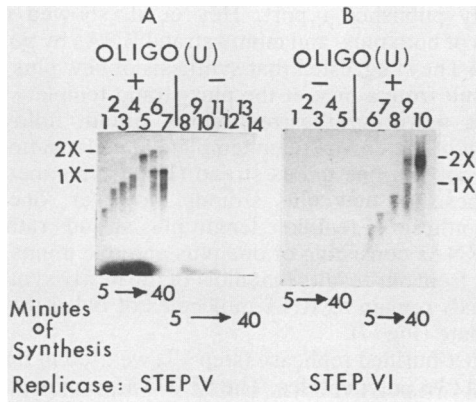 A B
OLIGO(U) OLIGO(U)
+ +
2 4 6 9 11 13 2 4 7 9
1 3 5 7 8 10 12 14 1 3 5 6 8 10
2X- -2X
1X- -1X
5→40 5→40
5→40 5→40
Minutes
of
Synthesis
Replicase: STEP V STEP VI